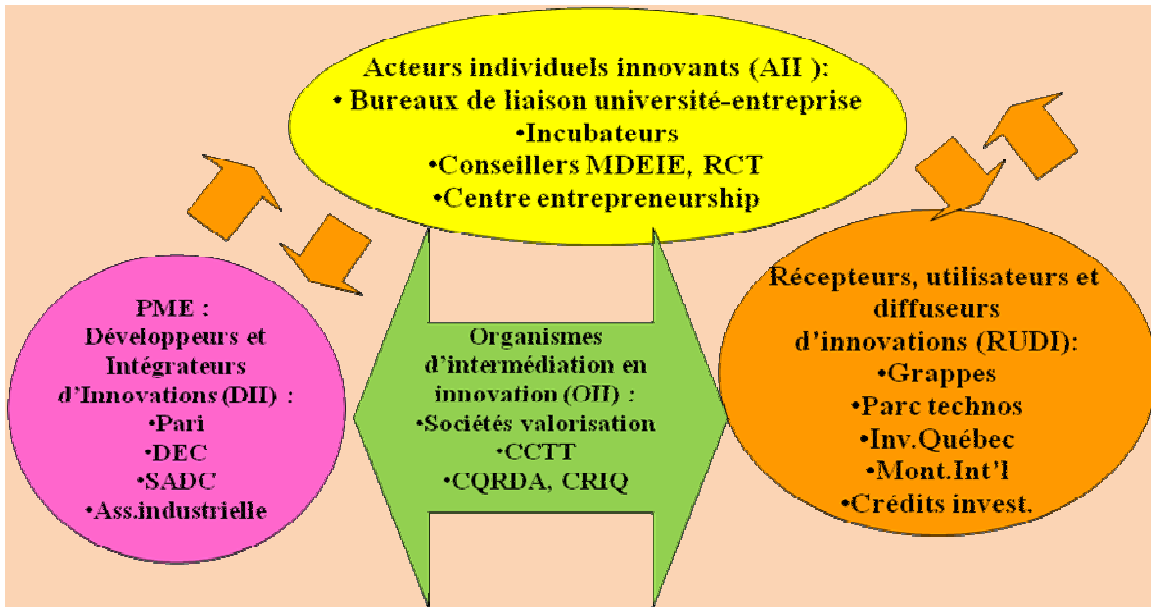 Acteurs individuels innovants (AII ):
• Bureaux de liaison université-entreprise
•Incubateurs
•Conseillers MDEIE, RCT
•Centre entrepreneurship
PME :
Développeurs et
Intégrateurs
d’Innovations (DII) :
•Pari
•DEC
•SADC
•Ass.industrielle
Organismes
d’intermédiation en
innovation (OII) :
•Sociétés valorisation
•CCTT
•CQRDA, CRIQ
Récepteurs, utilisateurs et
diffuseurs
d’innovations (RUDI):
•Grappes
•Parc technos
•Inv.Québec
•Mont.Int’l
•Crédits invest.